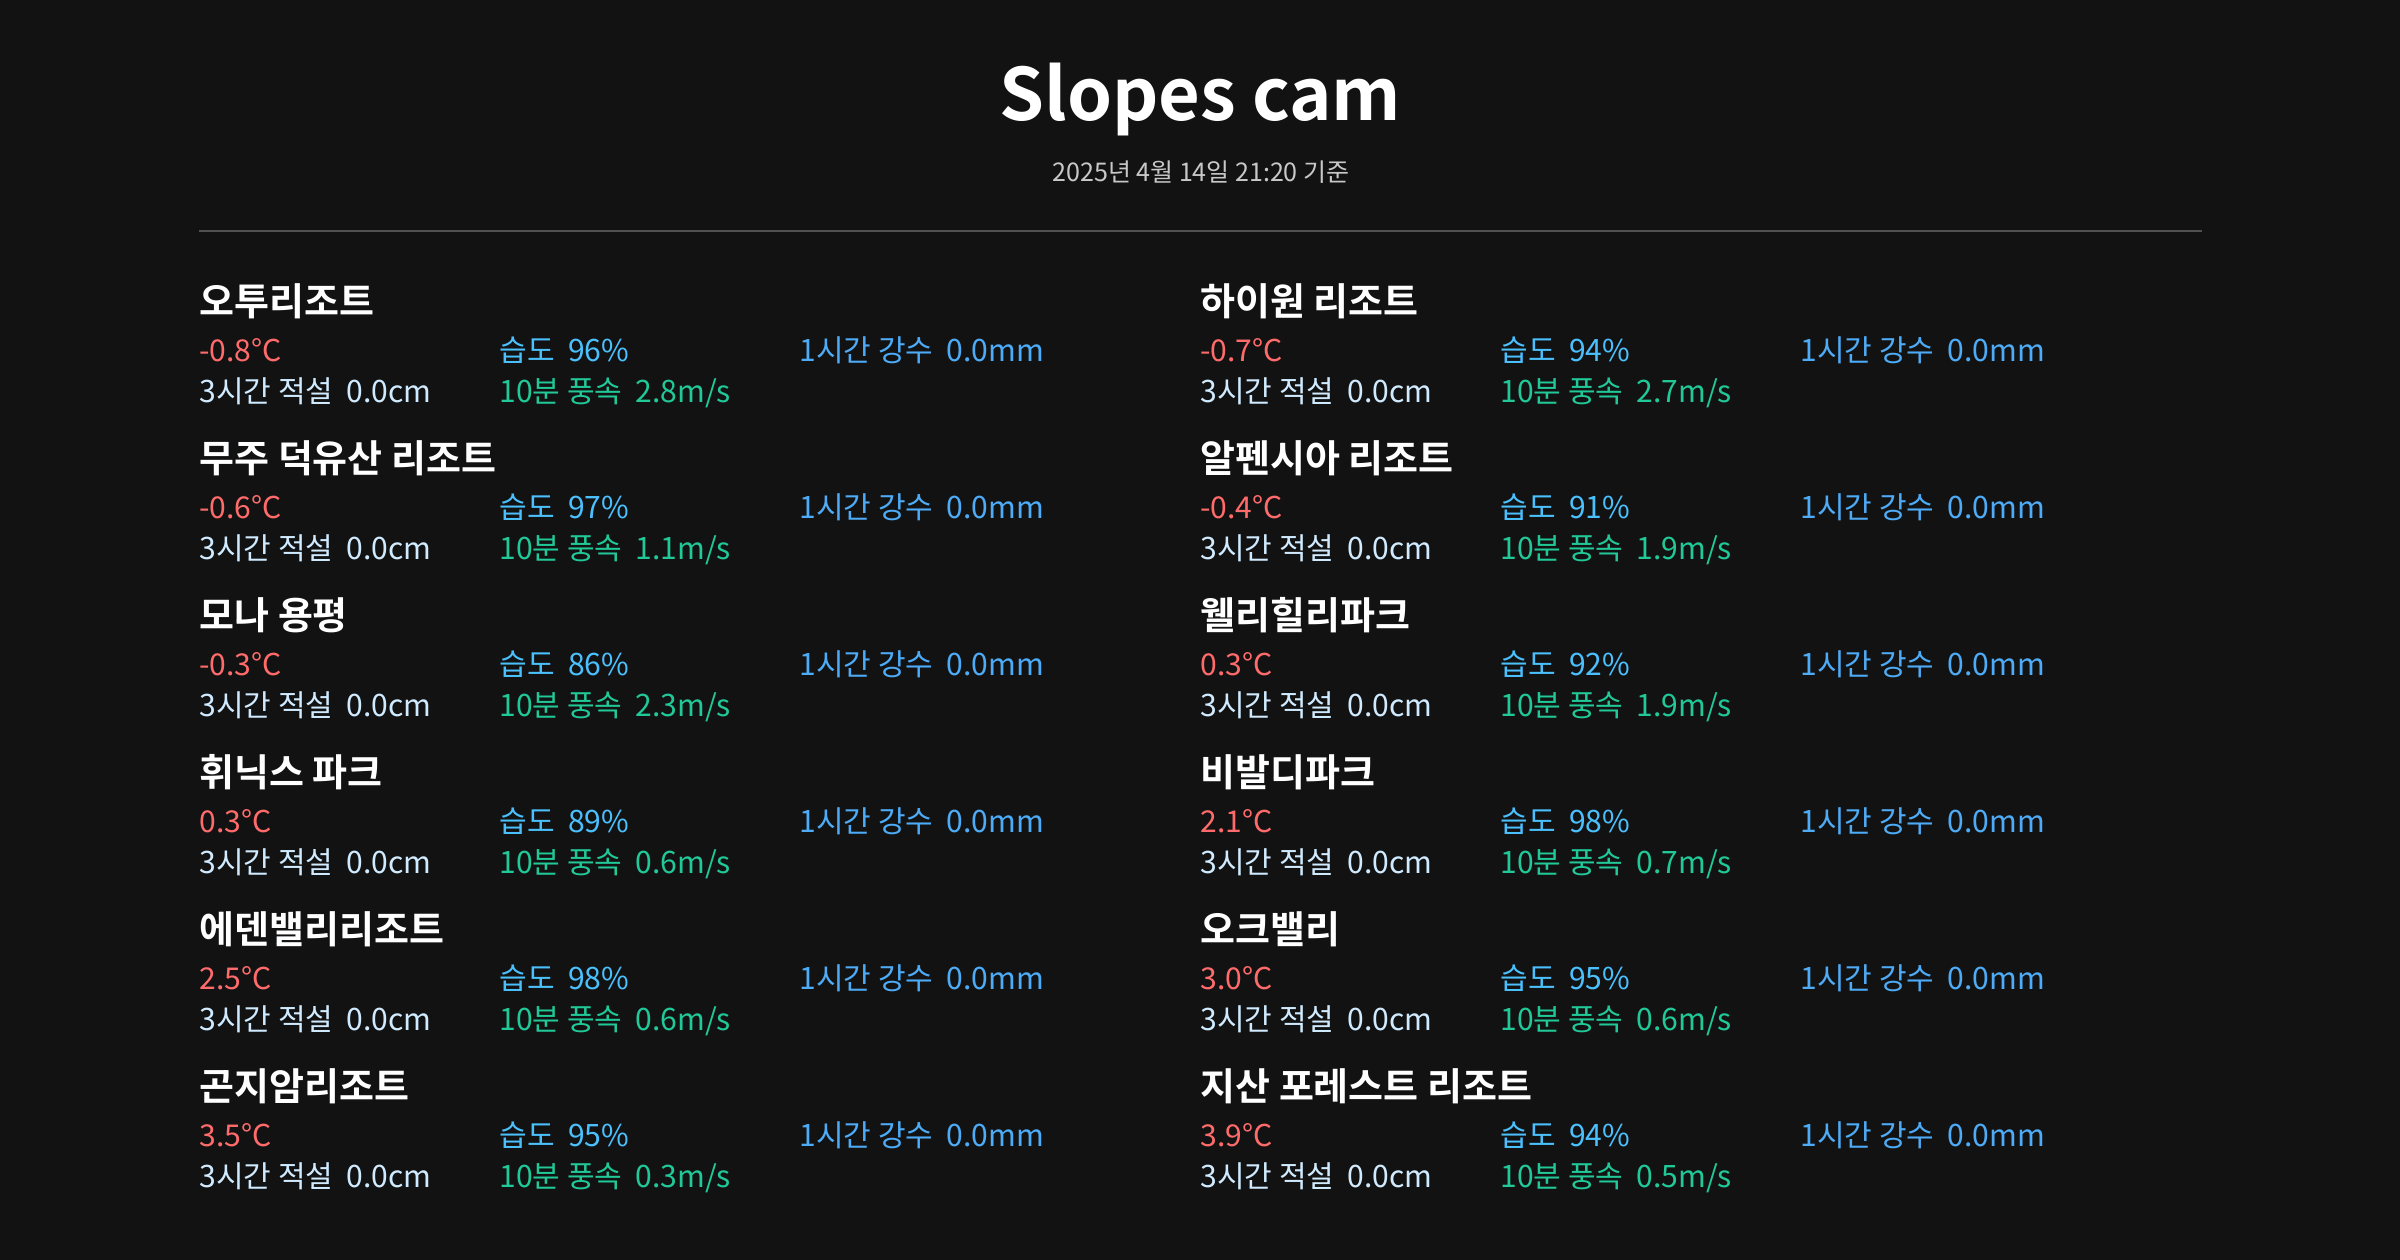 Slopes cam
2025년 4월 14일 21:20 기준
오투리조트
-0.8°C 습도 96% 1시간 강수 0.0mm
3시간 적설 0.0cm 10분 풍속 2.8m/s
하이원 리조트
-0.7°C 습도 94% 1시간 강수 0.0mm
3시간 적설 0.0cm 10분 풍속 2.7m/s
무주 덕유산 리조트
-0.6°C 습도 97% 1시간 강수 0.0mm
3시간 적설 0.0cm 10분 풍속 1.1m/s
알펜시아 리조트
-0.4°C 습도 91% 1시간 강수 0.0mm
3시간 적설 0.0cm 10분 풍속 1.9m/s
모나 용평
-0.3°C 습도 86% 1시간 강수 0.0mm
3시간 적설 0.0cm 10분 풍속 2.3m/s
웰리힐리파크
0.3°C 습도 92% 1시간 강수 0.0mm
3시간 적설 0.0cm 10분 풍속 1.9m/s
휘닉스 파크
0.3°C 습도 89% 1시간 강수 0.0mm
3시간 적설 0.0cm 10분 풍속 0.6m/s
비발디파크
2.1°C 습도 98% 1시간 강수 0.0mm
3시간 적설 0.0cm 10분 풍속 0.7m/s
에덴밸리리조트
2.5°C 습도 98% 1시간 강수 0.0mm
3시간 적설 0.0cm 10분 풍속 0.6m/s
오크밸리
3.0°C 습도 95% 1시간 강수 0.0mm
3시간 적설 0.0cm 10분 풍속 0.6m/s
곤지암리조트
3.5°C 습도 95% 1시간 강수 0.0mm
3시간 적설 0.0cm 10분 풍속 0.3m/s
지산 포레스트 리조트
3.9°C 습도 94% 1시간 강수 0.0mm
3시간 적설 0.0cm 10분 풍속 0.5m/s